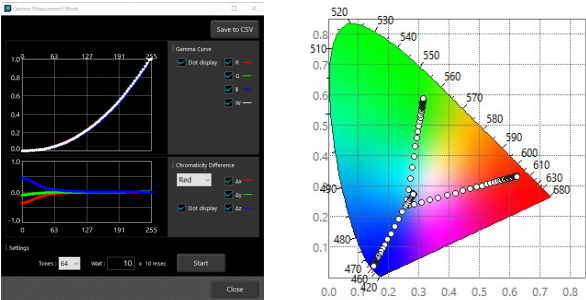 Gamma Measurement Mode
Save to CSV
0 63 127 191 255
1.0
0.8
0.6
0.4
0.2
0.0
Gamma Curve
Dot display
R
G
B
W
1.0
0.0
-1.0
0 63 127 191 255
Chromaticity Difference
Red
Dot display
Δx
Δy
Δz
Settings
Tones : 64 Wait : 10 x 10 msec Start
Close
0.8
0.7
0.6
0.5
0.4
0.2
0.1
0.0 0.1 0.2 0.3 0.4 0.5 0.6 0.7 0.8
520
530
540
510
550
560
570
580
590
600
610
630
680
490
480
470
460
420